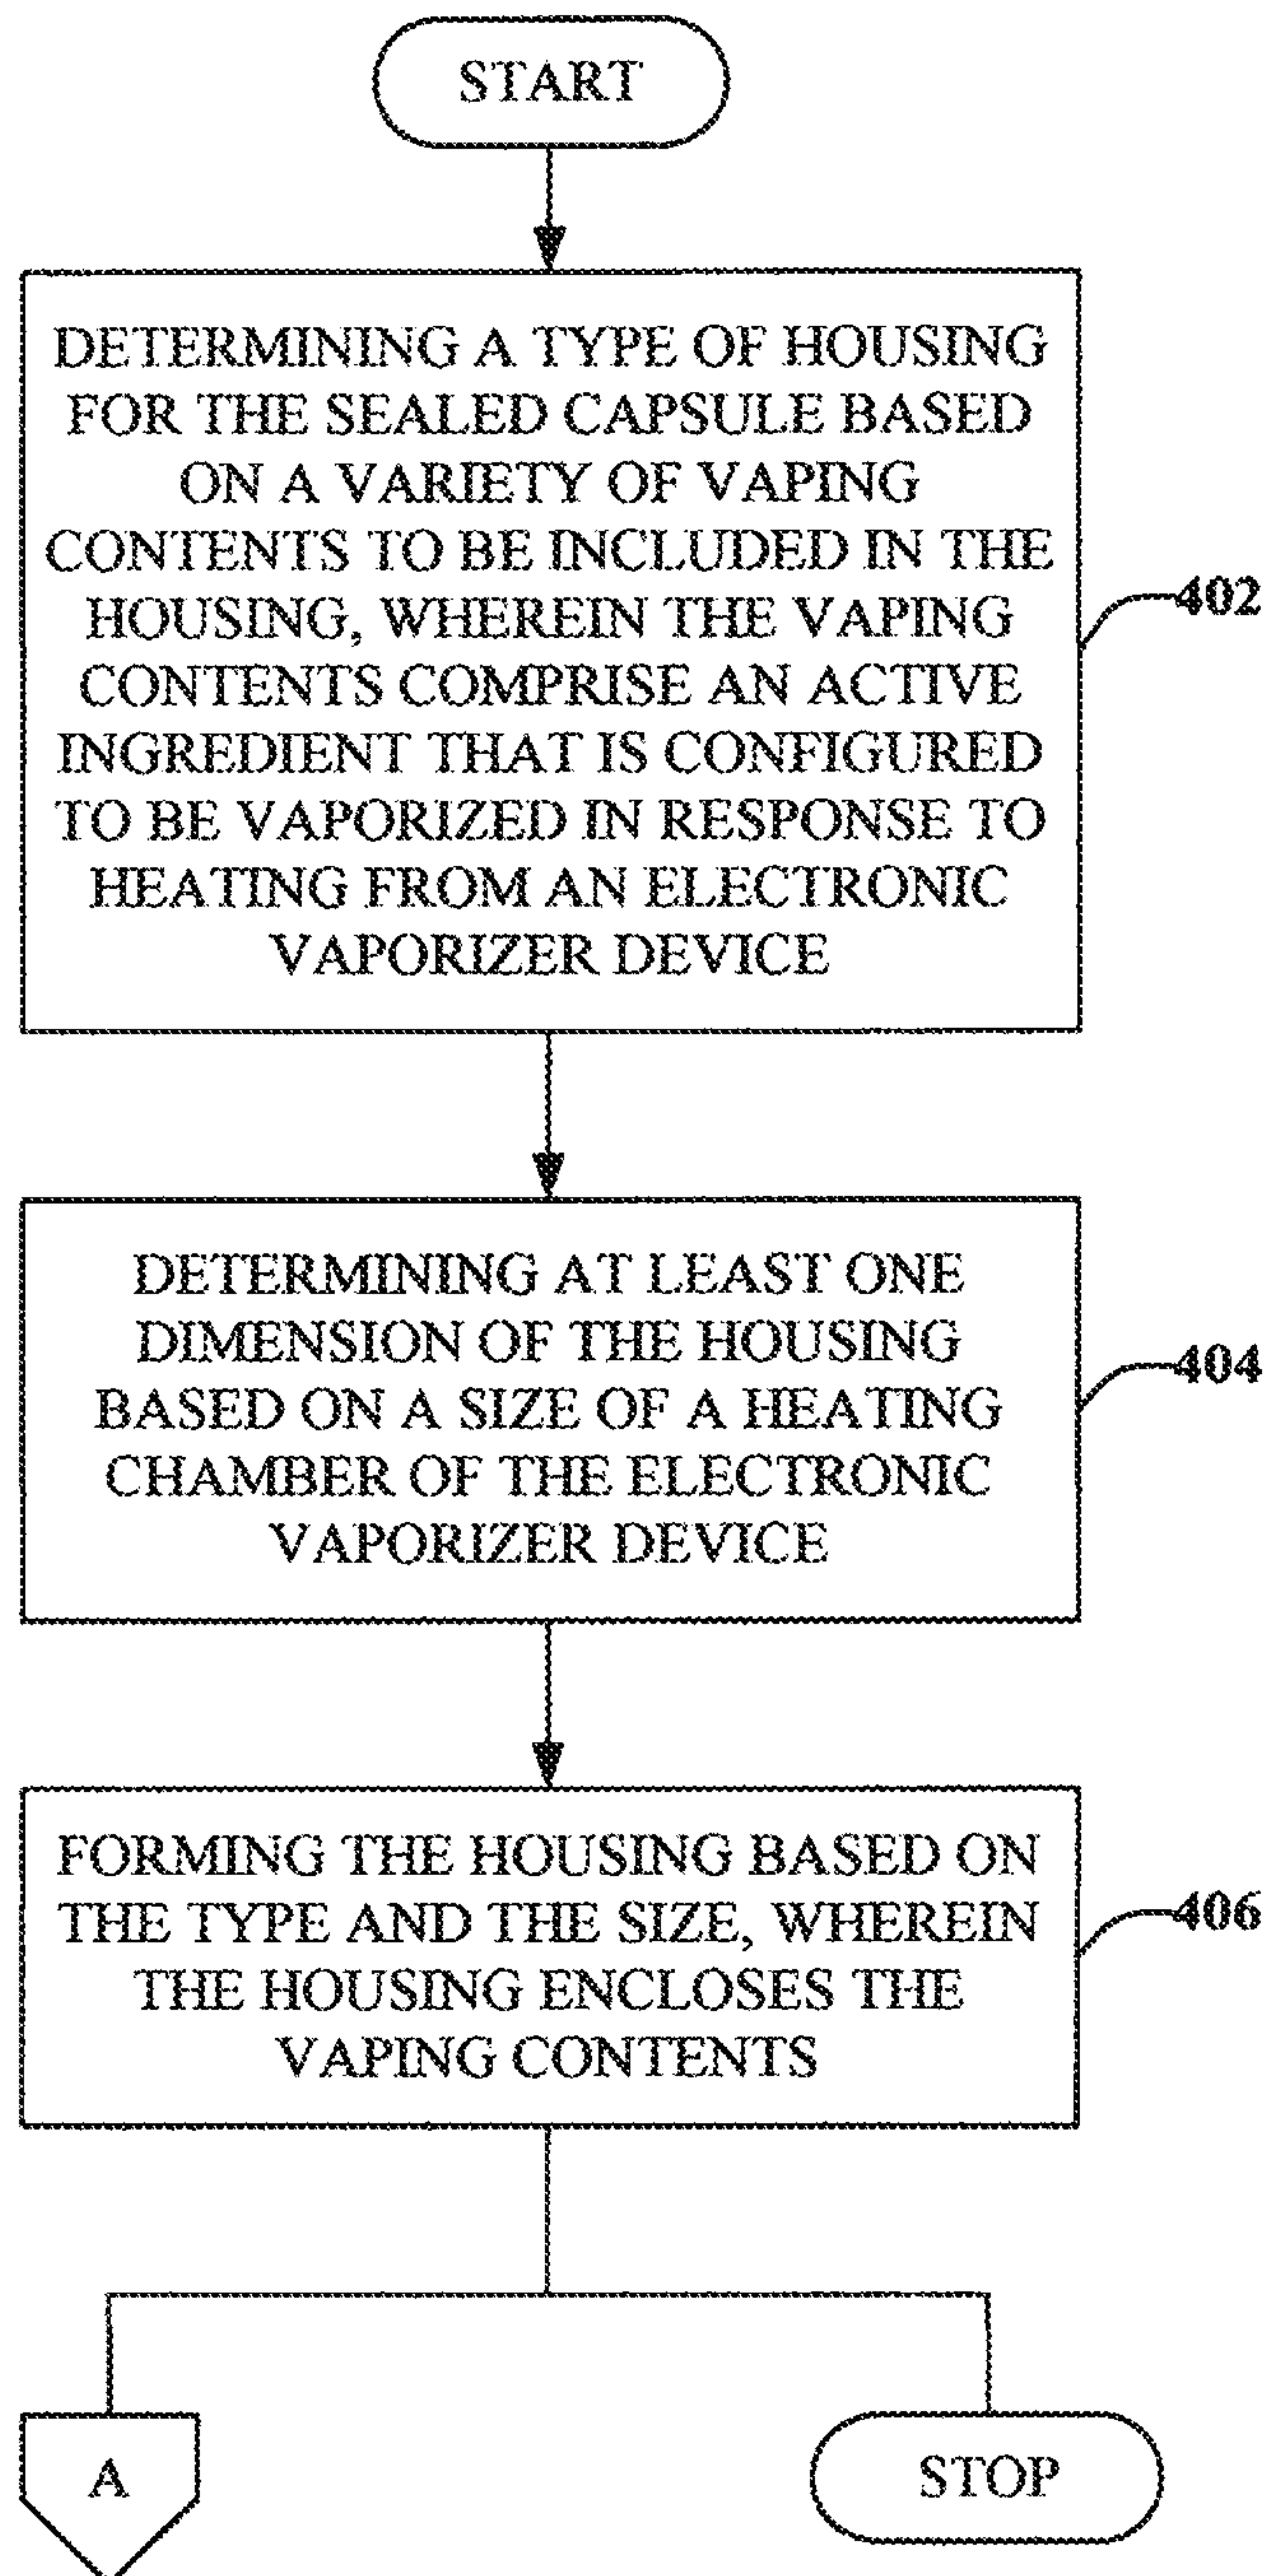 START
DETERMINING A TYPE OF HOUSING
FOR THE SEALED CAPSULE BASED
ON A VARIETY OF VAPING
CONTENTS TO BE INCLUDED IN THE
HOUSING, WHEREIN THE VAPING
CONTENTS COMPRISE AN ACTIVE
INGREDIENT THAT IS CONFIGURED
TO BE VAPORIZED IN RESPONSE TO
HEATING FROM AN ELECTRONIC
VAPORIZER DEVICE
402
DETERMINING AT LEAST ONE
DIMENSION OF THE HOUSING
BASED ON A SIZE OF A HEATING
CHAMBER OF THE ELECTRONIC
VAPORIZER DEVICE
404
FORMING THE HOUSING BASED ON
THE TYPE AND THE SIZE, WHEREIN
THE HOUSING ENCLOSES THE
VAPING CONTENTS
406
A
STOP